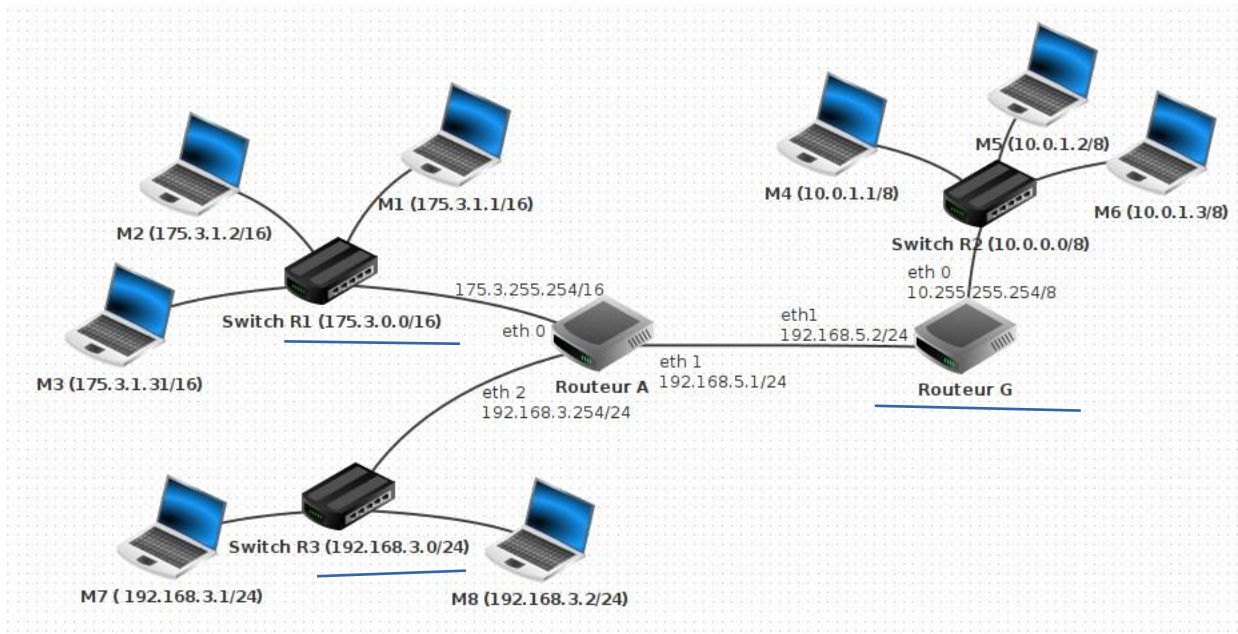 M5 (10.0.1.2/8)
M4 (10.0.1.1/8)
M1 (175.3.1.1/16)
M6 (10.0.1.3/8)
M2 (175.3.1.2/16)
Switch R2 (10.0.0.0/8)
eth 0
10.255.255.254/8
175.3.255.254/16
Switch R1 (175.3.0.0/16)
eth 0
eth1
192.168.5.2/24
eth 1
192.168.5.1/24
M3 (175.3.1.31/16)
Routeur A
Routeur G
eth 2
192.168.3.254/24
Switch R3 (192.168.3.0/24)
M7 ( 192.168.3.1/24)
M8 (192.168.3.2/24)